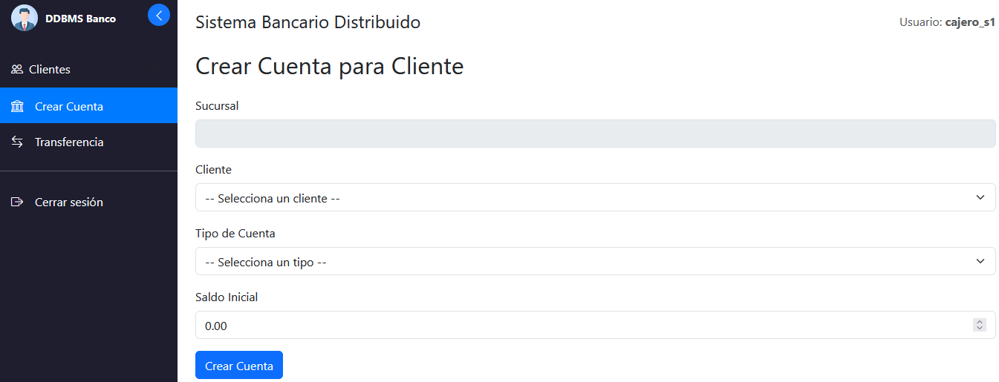 DDBMS Banco
Clientes
Crear Cuenta
Transferencia
Cerrar sesión
Sistema Bancario Distribuido
Usuario: cajero_s1
Crear Cuenta para Cliente
Sucursal
Cliente
-- Selecciona un cliente --
Tipo de Cuenta
-- Selecciona un tipo --
Saldo Inicial
0.00
Crear Cuenta